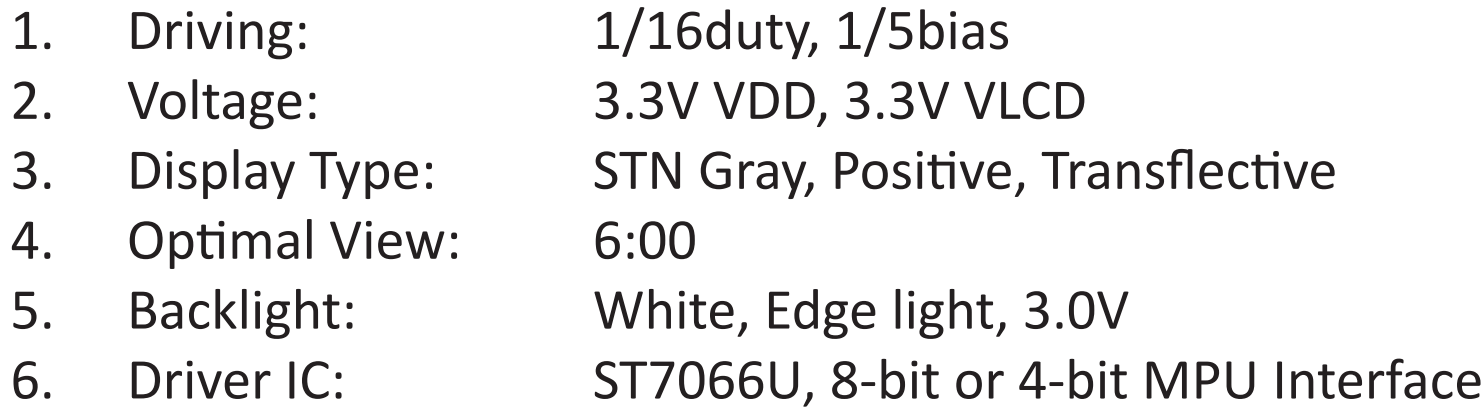 1. Driving: 1/16duty, 1/5bias
2. Voltage: 3.3V VDD, 3.3V VLCD
3. Display Type: STN Gray, Positive, Transflective
4. Optimal View: 6:00
5. Backlight: White, Edge light, 3.0V
6. Driver IC: ST7066U, 8-bit or 4-bit MPU Interface